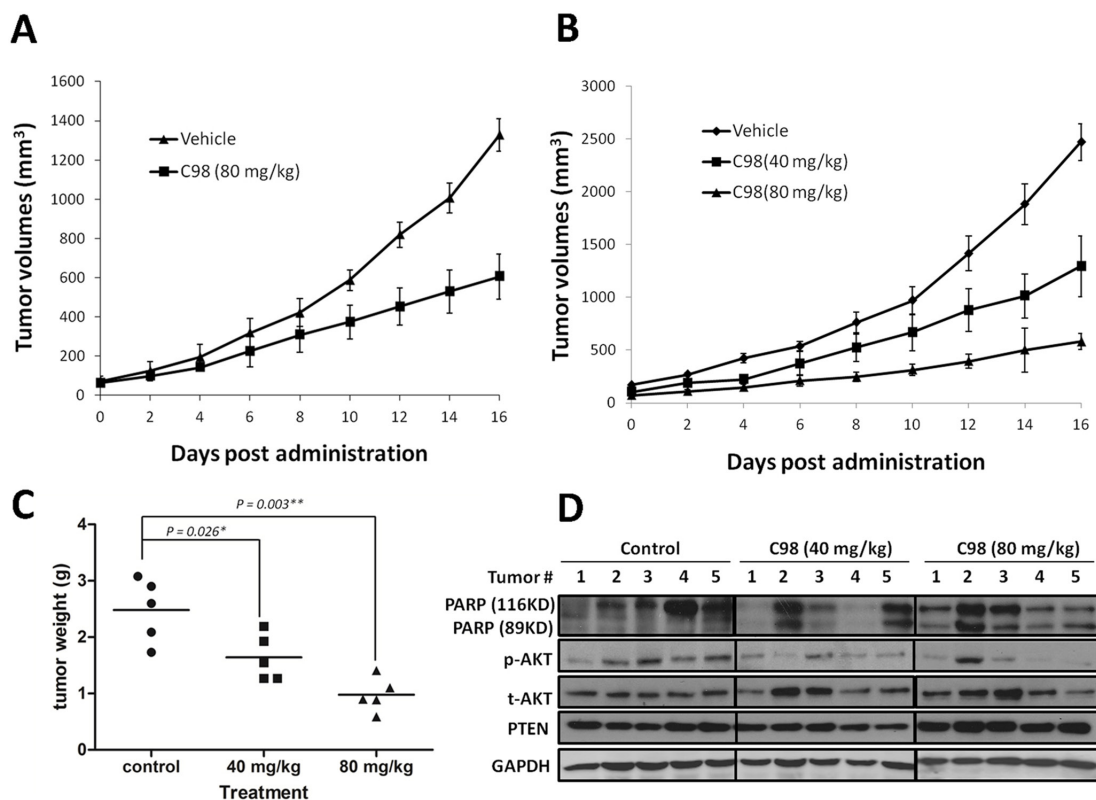 A
Tumor volumes (mm³)
1600
1400
1200
1000
800
600
400
200
0
Vehicle
C98 (80 mg/kg)
0 2 4 6 8 10 12 14 16
Days post administration
B
Tumor volumes (mm³)
3000
2500
2000
1500
1000
500
0
Vehicle
C98(40 mg/kg)
C98(80 mg/kg)
0 2 4 6 8 10 12 14 16
Days post administration
C
tumor weight (g)
P = 0.003**
P = 0.026*
4
3
2
1
0
control 40 mg/kg 80 mg/kg
Treatment
D
Control C98 (40 mg/kg) C98 (80 mg/kg)
Tumor # 1 2 3 4 5 1 2 3 4 5 1 2 3 4 5
PARP (116KD)
PARP (89KD)
p-AKT
t-AKT
PTEN
GAPDH